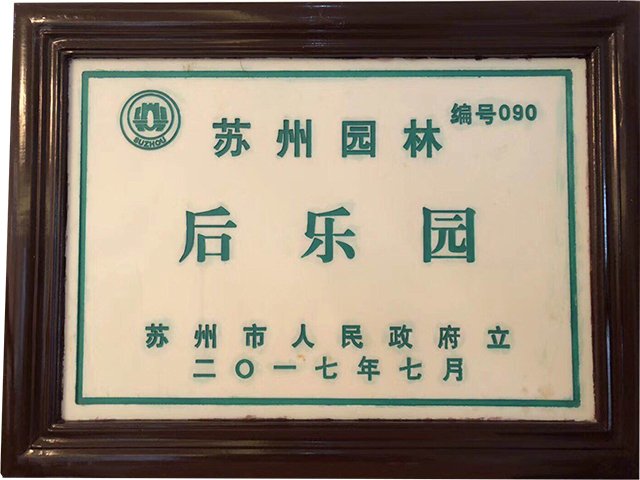 SUZHOU
苏州园林 编号090
后乐园
苏州市人民政府立
二〇一七年七月